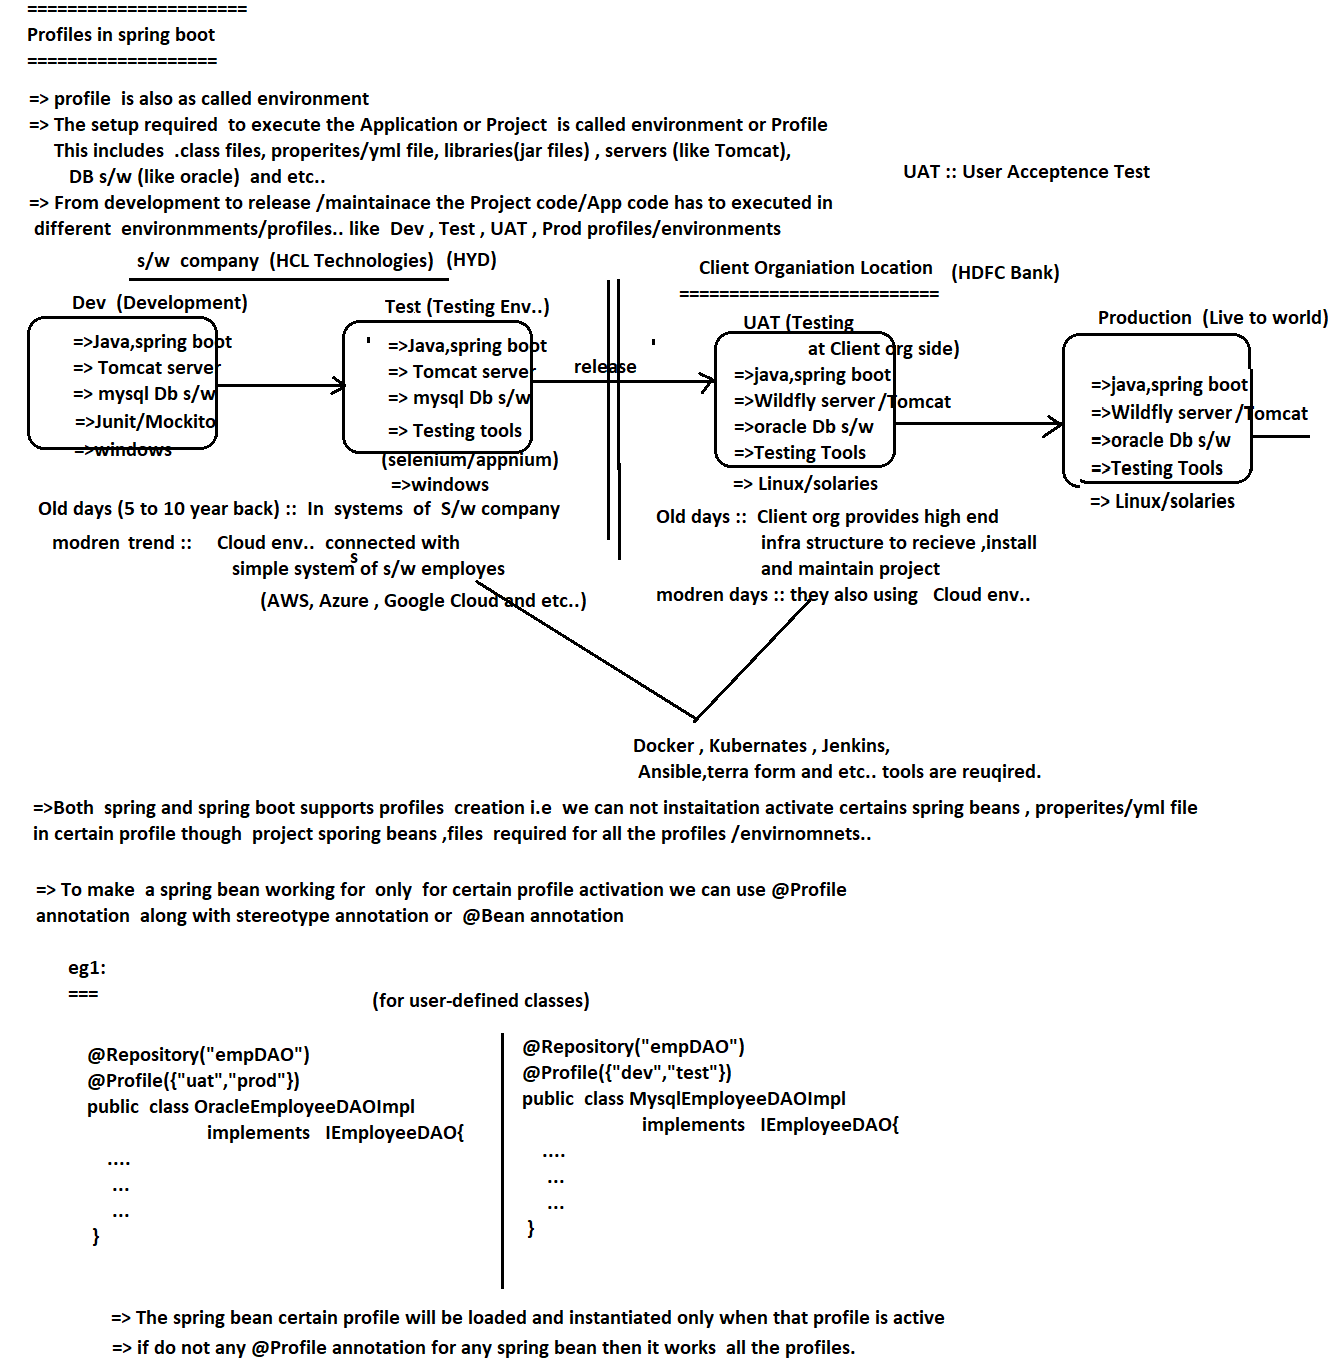 ======================
Profiles in spring boot
===================
=> profile  is also as called environment
=> The setup required  to execute the Application or Project  is called environment or Profile
This includes  .class files, properites/yml file, libraries(jar files) , servers (like Tomcat),
DB s/w (like oracle)  and etc..
UAT :: User Acceptence Test
=> From development to release /maintainace the Project code/App code has to executed in
different  environmments/profiles.. like  Dev , Test , UAT , Prod profiles/environments
s/w  company  (HCL Technologies)  (HYD)
Dev  (Development)
=>Java,spring boot
=> Tomcat server
=> mysql Db s/w
=>Junit/Mockito
=>windows
Test (Testing Env..)
=>Java,spring boot
=> Tomcat server
=> mysql Db s/w
=> Testing tools
(selenium/appnium)
=>windows
release
Client Organiation Location   (HDFC Bank)
==========================
UAT (Testing
at Client org side)
=>java,spring boot
=>Wildfly server /Tomcat
=>oracle Db s/w
=>Testing Tools
=> Linux/solaries
Production  (Live to world)
=>java,spring boot
=>Wildfly server /Tomcat
=>oracle Db s/w
=>Testing Tools
=> Linux/solaries
Old days (5 to 10 year back) ::  In  systems  of  S/w company
modren trend ::     Cloud env..  connected with
simple system s of s/w employes
(AWS, Azure , Google Cloud and etc..)
Old days ::  Client org provides high end
infra structure to recieve ,install
and maintain project
modren days :: they also using   Cloud env..
Docker , Kubernates , Jenkins,
Ansible,terra form and etc.. tools are reuqired.
=>Both  spring and spring boot supports profiles  creation i.e  we can not instaitation activate certains spring beans , properites/yml file
in certain profile though  project sporing beans ,files  required for all the profiles /envirnomnets..
=> To make  a spring bean working for  only  for certain profile activation we can use @Profile
annotation  along with stereotype annotation or  @Bean annotation
eg1:
===
(for user-defined classes)
@Repository("empDAO")
@Profile({"uat","prod"})
public  class OracleEmployeeDAOImpl
implements   IEmployeeDAO{
....
...
...
}
@Repository("empDAO")
@Profile({"dev","test"})
public  class MysqlEmployeeDAOImpl
implements   IEmployeeDAO{
....
...
...
}
=> The spring bean certain profile will be loaded and instantiated only when that profile is active
=> if do not any @Profile annotation for any spring bean then it works  all the profiles.